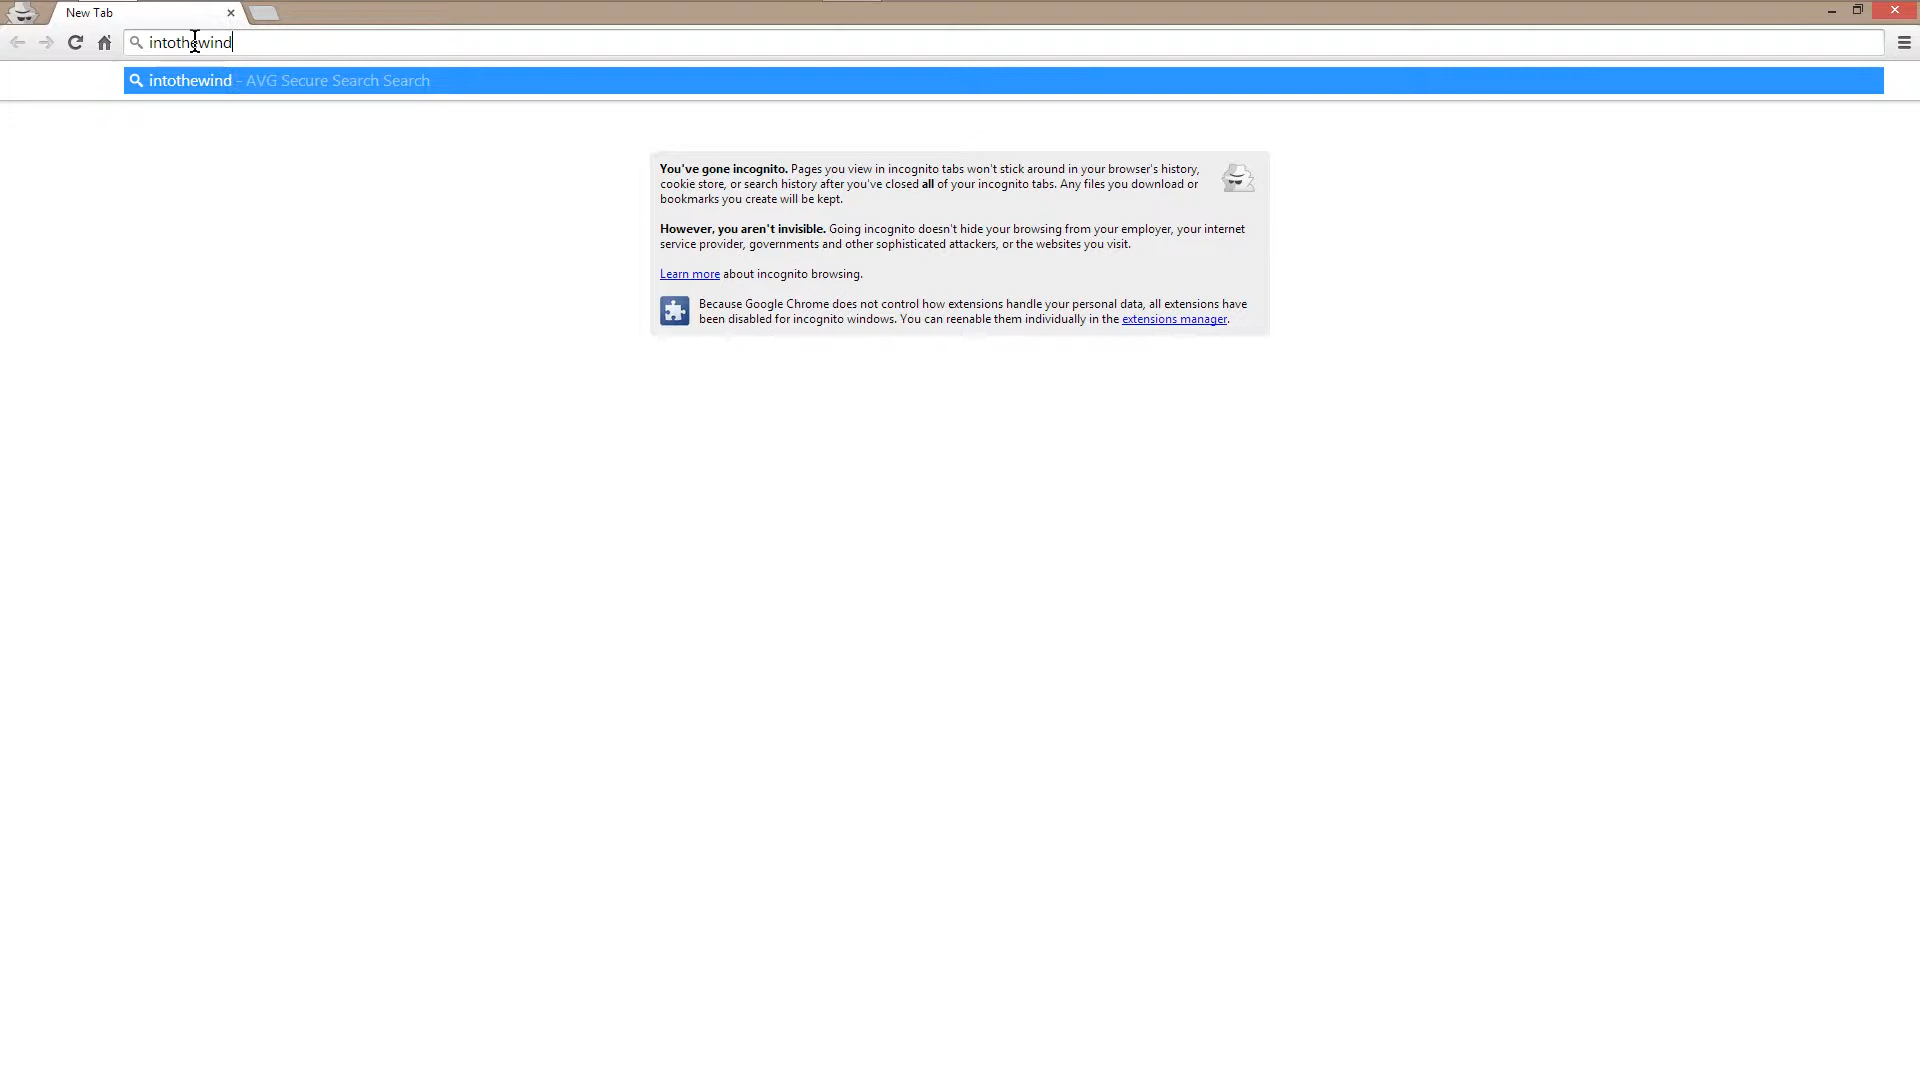 New Tab
intothewind
intothewind - AVG Secure Search Search
You've gone incognito. Pages you view in incognito tabs won't stick around in your browser's history,
cookie store, or search history after you've closed all of your incognito tabs. Any files you download or
bookmarks you create will be kept.
However, you aren't invisible. Going incognito doesn't hide your browsing from your employer, your internet
service provider, governments and other sophisticated attackers, or the websites you visit.
Learn more about incognito browsing.
Because Google Chrome does not control how extensions handle your personal data, all extensions have
been disabled for incognito windows. You can reenable them individually in the extensions manager.